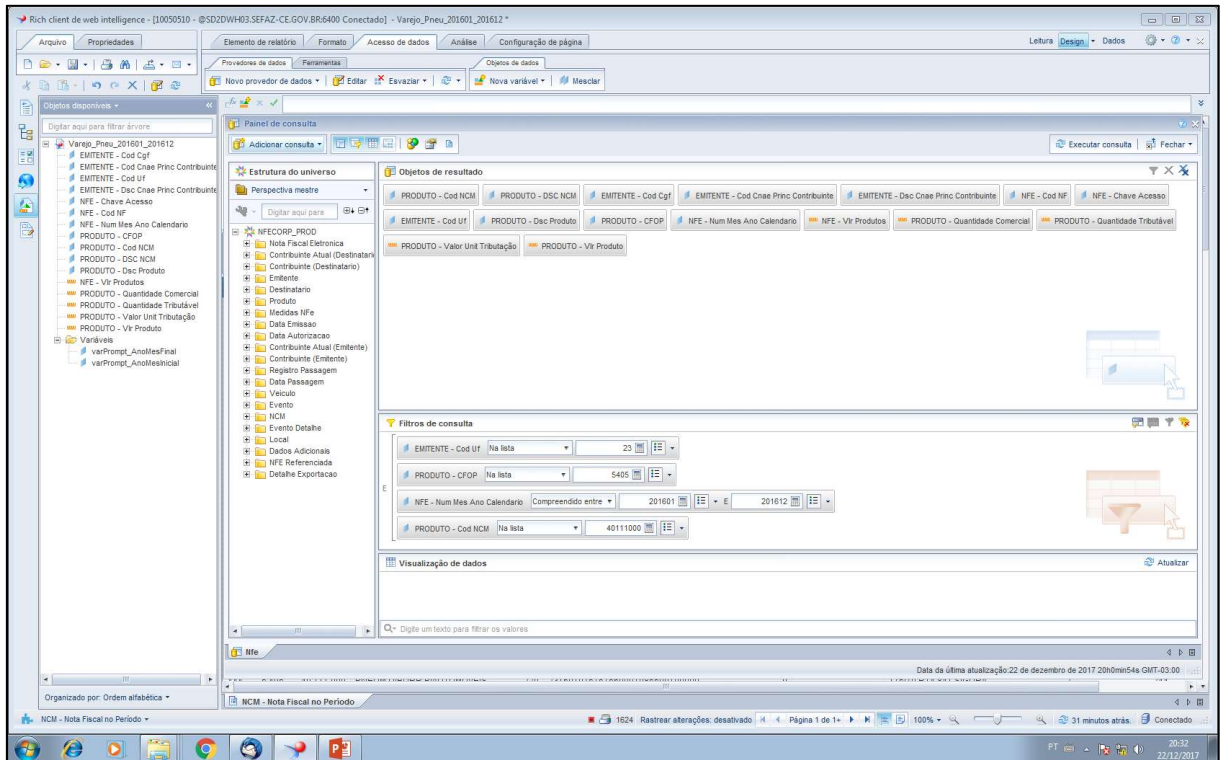 Rich client de web intelligence - [10050510 - @SD2DWH03.SEFAZ-CE.GOV.BR:6400 Conectado] - Varejo_Pneu_201601_201612 *
Arquivo Propriedades Elemento de relatório Formato Acesso de dados Análise Configuração de página Leitura Design Dados
Provedores de dados Ferramentas Objetos de dados
Novo provedor de dados Editar Esvaziar Nova variável Mesclar
Objetos disponíveis
Digitar aqui para filtrar árvore
Varejo_Pneu_201601_201612
EMITENTE - Cod Cgf
EMITENTE - Cod Cnae Princ Contribuinte
EMITENTE - Cod Uf
EMITENTE - Dsc Cnae Princ Contribuinte
NFE - Chave Acesso
NFE - Cod NF
NFE - Num Mes Ano Calendario
PRODUTO - CFOP
PRODUTO - Cod NCM
PRODUTO - DSC NCM
PRODUTO - Dsc Produto
NFE - Vlr Produtos
PRODUTO - Quantidade Comercial
PRODUTO - Quantidade Tributável
PRODUTO - Valor Unit Tributação
PRODUTO - Vlr Produto
Variáveis
varPrompt_AnoMesFinal
varPrompt_AnoMesInicial
Organizado por: Ordem alfabética
Painel de consulta
Adicionar consulta Executar consulta Fechar
Estrutura do universo
Perspectiva mestre
Digitar aqui para
NFECORP_PROD
Nota Fiscal Eletronica
Contribuinte Atual (Destinatari
Contribuinte (Destinatario)
Emitente
Destinatario
Produto
Medidas NFe
Data Emissao
Data Autorizacao
Contribuinte Atual (Emitente)
Contribuinte (Emitente)
Registro Passagem
Data Passagem
Veiculo
Evento
NCM
Evento Detalhe
Local
Dados Adicionais
NFE Referenciada
Detalhe Exportacao
Objetos de resultado
PRODUTO - Cod NCM PRODUTO - DSC NCM EMITENTE - Cod Cgf EMITENTE - Cod Cnae Princ Contribuinte EMITENTE - Dsc Cnae Princ Contribuinte NFE - Cod NF NFE - Chave Acesso
EMITENTE - Cod Uf PRODUTO - Dsc Produto PRODUTO - CFOP NFE - Num Mes Ano Calendario NFE - Vlr Produtos PRODUTO - Quantidade Comercial PRODUTO - Quantidade Tributável
PRODUTO - Valor Unit Tributação PRODUTO - Vlr Produto
Filtros de consulta
E
EMITENTE - Cod Uf Na lista 23
PRODUTO - CFOP Na lista 5405
NFE - Num Mes Ano Calendario Compreendido entre 201601 E 201612
PRODUTO - Cod NCM Na lista 40111000
Visualização de dados Atualizar
Digite um texto para filtrar os valores
Nfe
Data da última atualização:22 de dezembro de 2017 20h0min54s GMT-03:00
NCM - Nota Fiscal no Período
NCM - Nota Fiscal no Período 1624 Rastrear alterações: desativado Página 1 de 1+ 100% 31 minutos atrás. Conectado
PT 20:32
22/12/2017